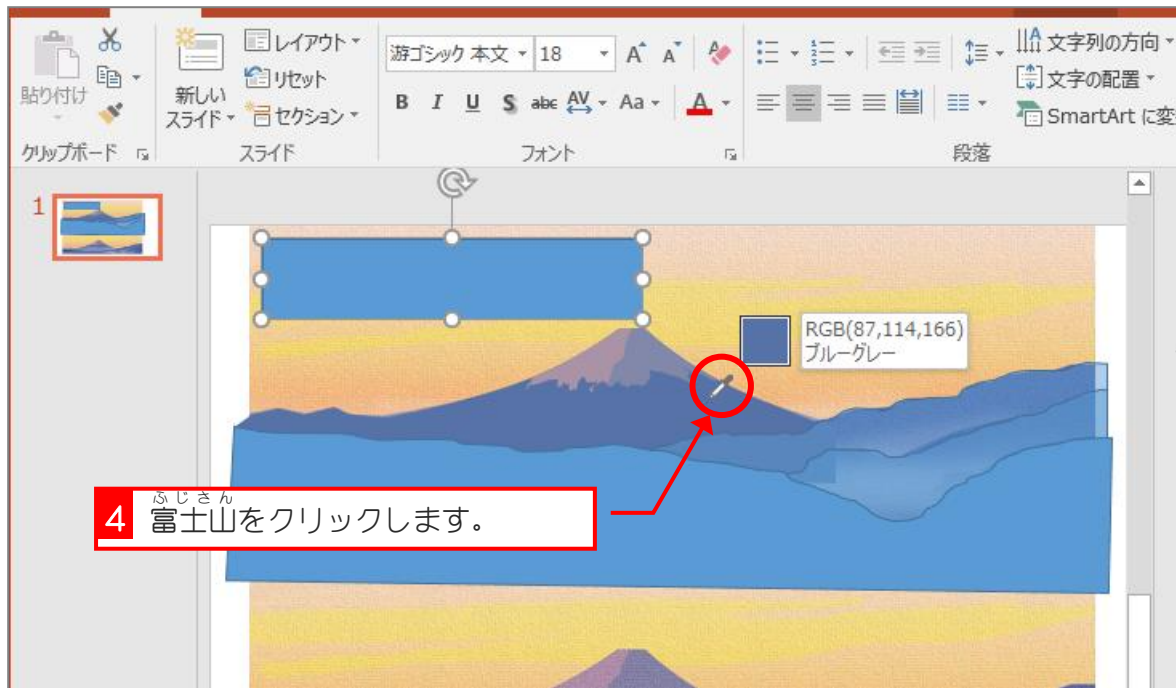 レイアウト
リセット
セクション
貼り付け
新しい
スライド
クリップボード
スライド
游ゴシック 本文
18
A A
B I U S abc AV Aa A
フォント
段落
文字列の方向
文字の配置
SmartArt に変
1
RGB(87,114,166)
ブルーグレー
ふじさん
4 富士山をクリックします。